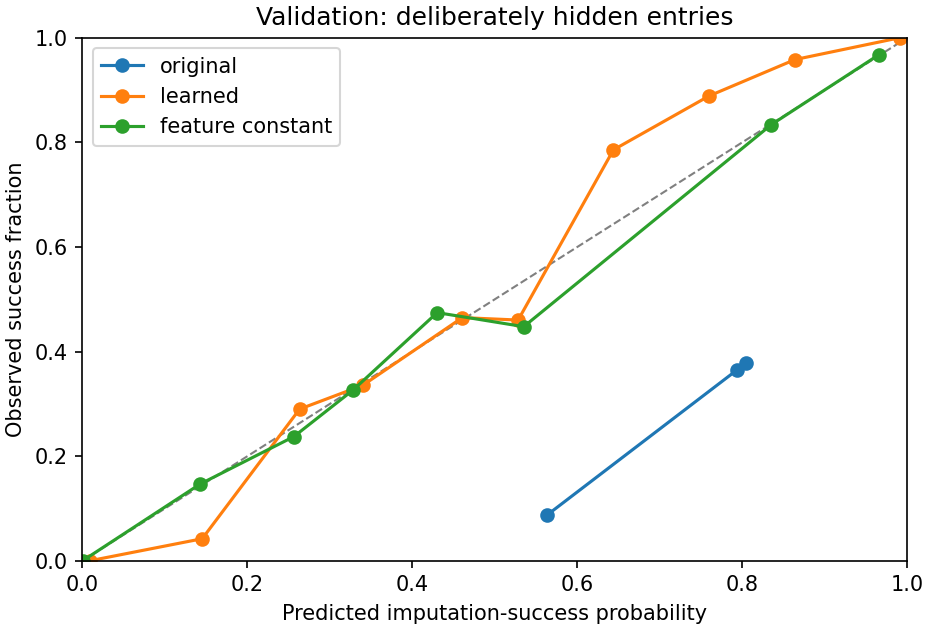 Validation: deliberately hidden entries
original
learned
feature constant
Observed success fraction
1.0
0.8
0.6
0.4
0.2
0.0
0.0 0.2 0.4 0.6 0.8 1.0
Predicted imputation-success probability